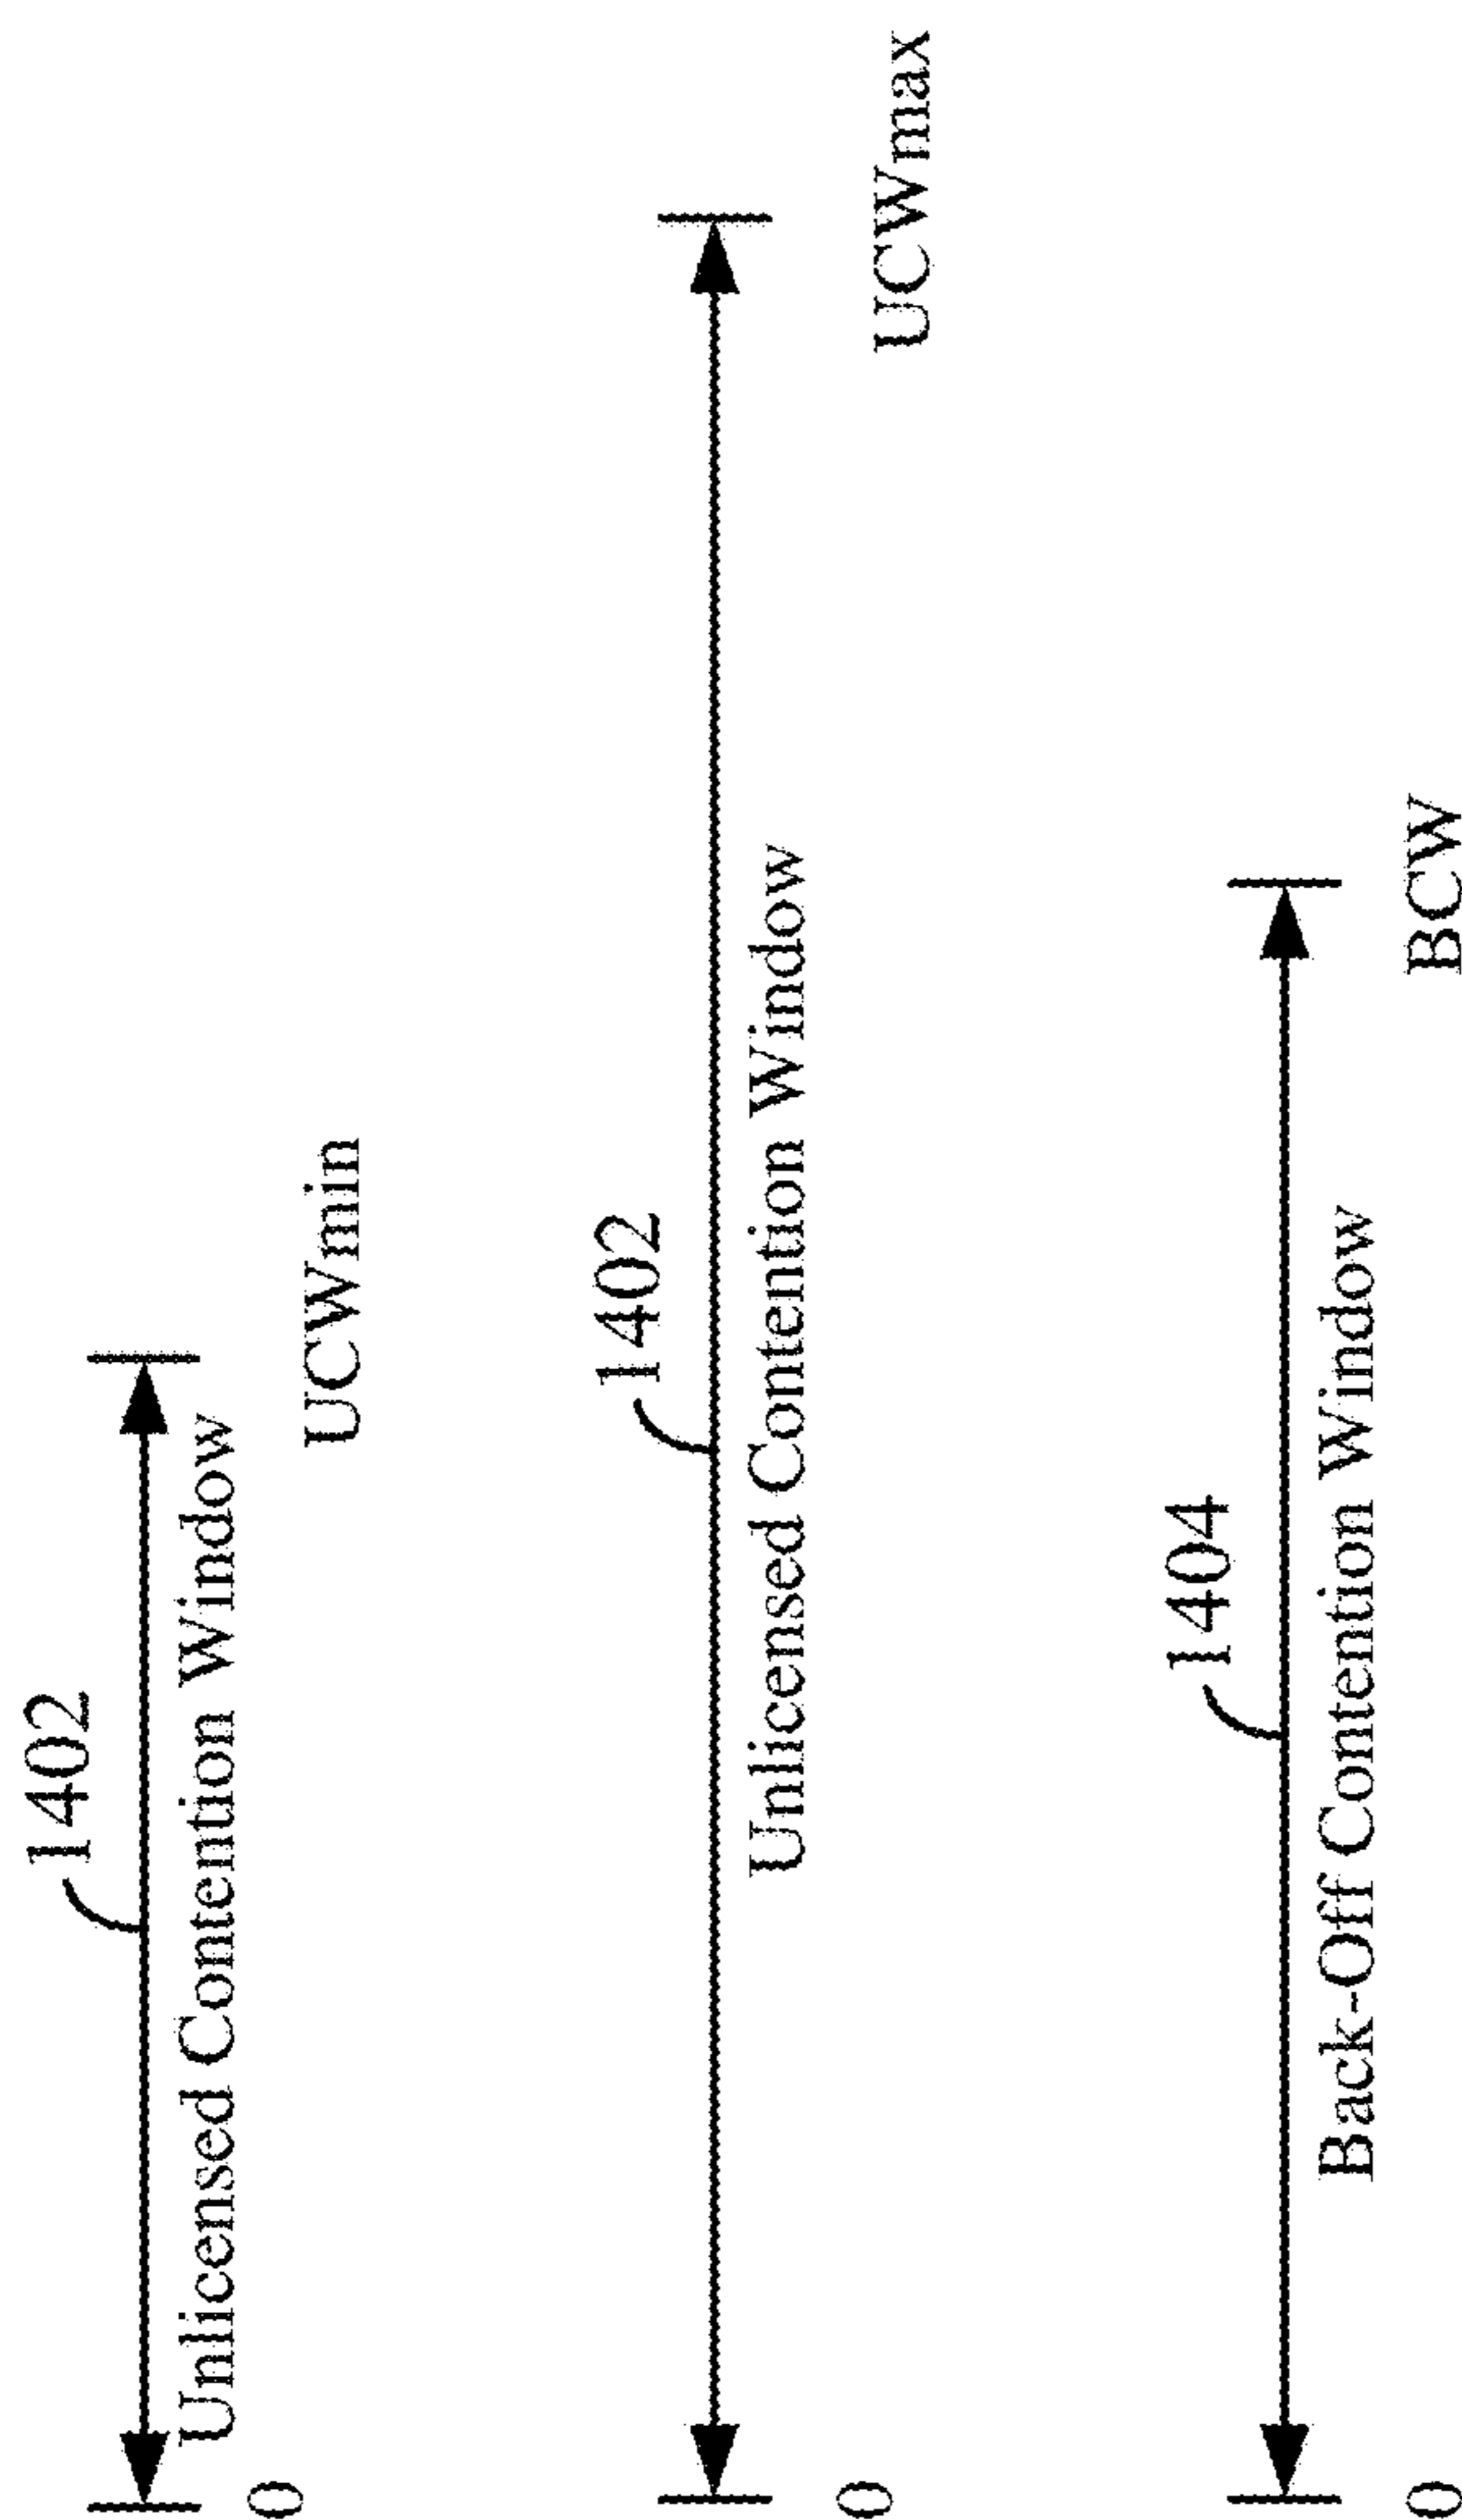 1402
Unlicensed Contention Window
0
UCWmin
1402
Unlicensed Contention Window
0
UCWmax
1404
Back-Off Contention Window
0
BCW